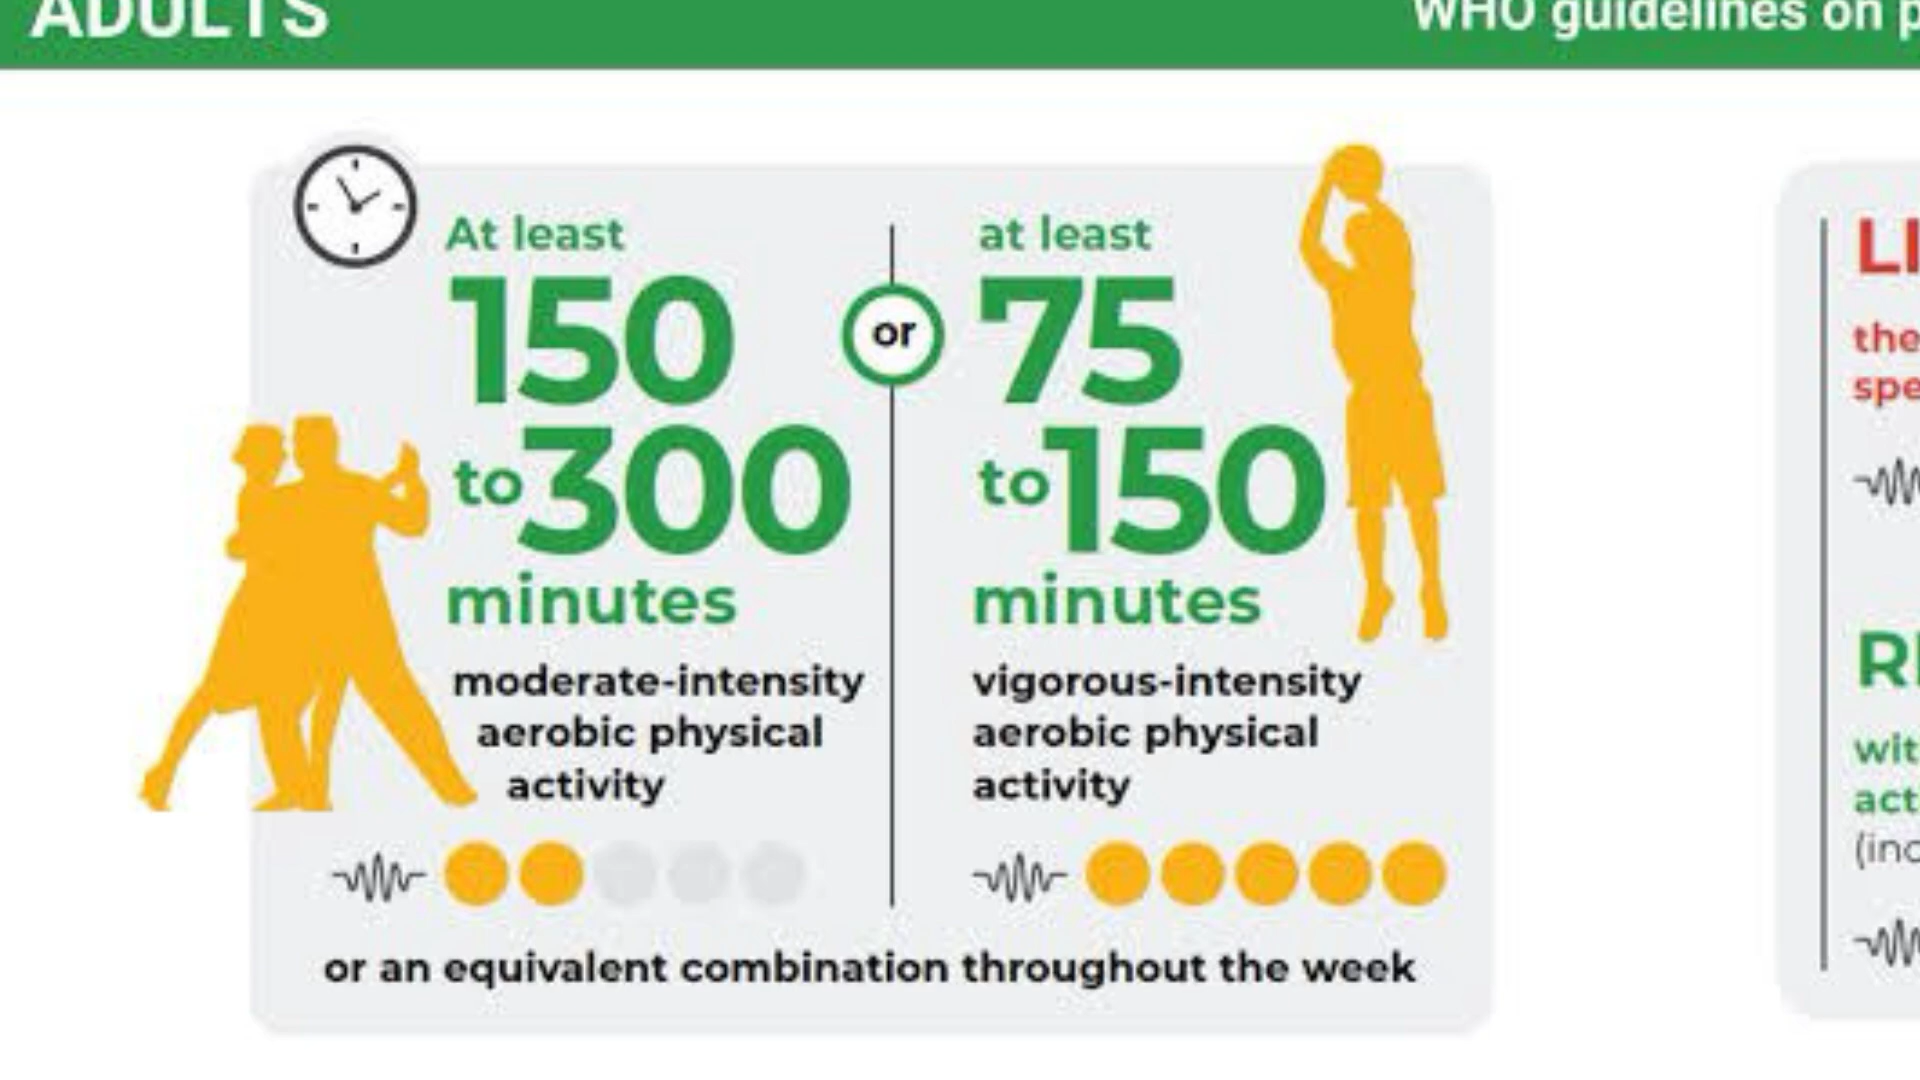 ADULTS
WHO guidelines on
At least
150
to 300
minutes
moderate-intensity
aerobic physical
activity
or
at least
75
to 150
minutes
vigorous-intensity
aerobic physical
activity
or an equivalent combination throughout the week
the